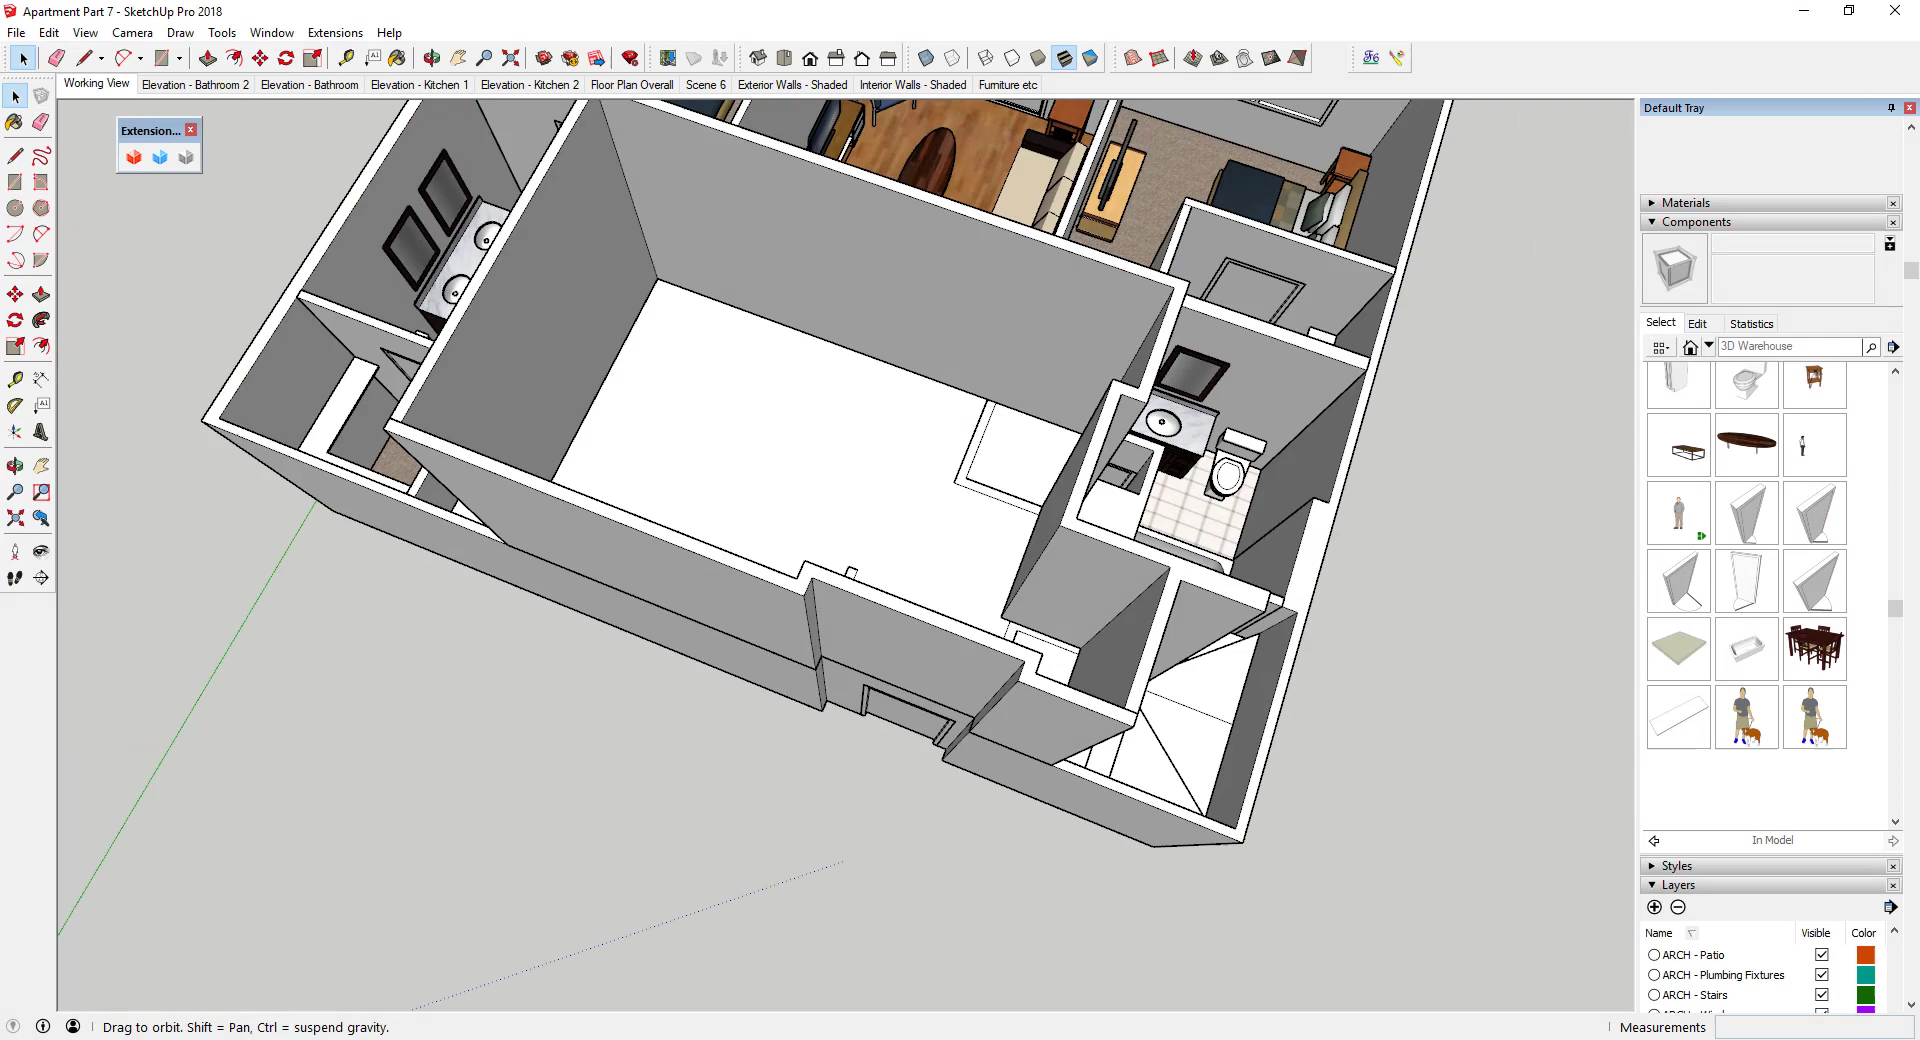 Apartment Part 7 - SketchUp Pro 2018
File Edit View Camera Draw Tools Window Extensions Help
Working View Elevation - Bathroom 2 Elevation - Bathroom Elevation - Kitchen 1 Elevation - Kitchen 2 Floor Plan Overall Scene 6 Exterior Walls - Shaded Interior Walls - Shaded Furniture etc
Default Tray
Extension...
Materials
Components
Select Edit Statistics
3D Warehouse
In Model
Styles
Layers
Name Visible Color
ARCH - Patio
ARCH - Plumbing Fixtures
ARCH - Stairs
Drag to orbit. Shift = Pan, Ctrl = suspend gravity.
Measurements